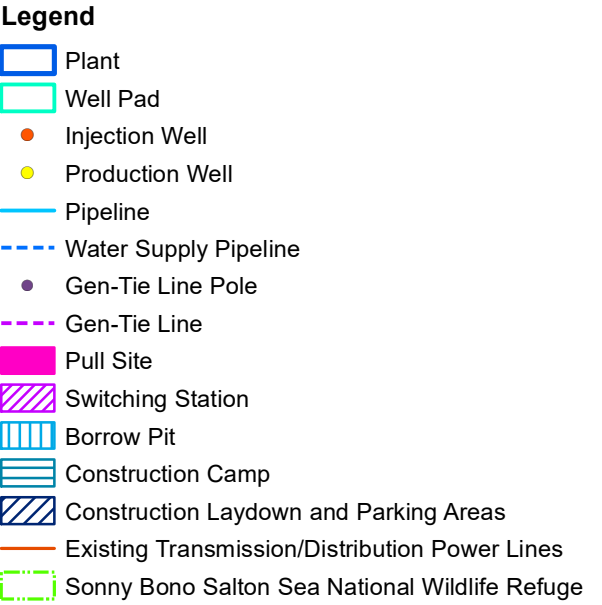 Legend
Plant
Well Pad
Injection Well
Production Well
Pipeline
Water Supply Pipeline
Gen-Tie Line Pole
Gen-Tie Line
Pull Site
Switching Station
Borrow Pit
Construction Camp
Construction Laydown and Parking Areas
Existing Transmission/Distribution Power Lines
Sonny Bono Salton Sea National Wildlife Refuge